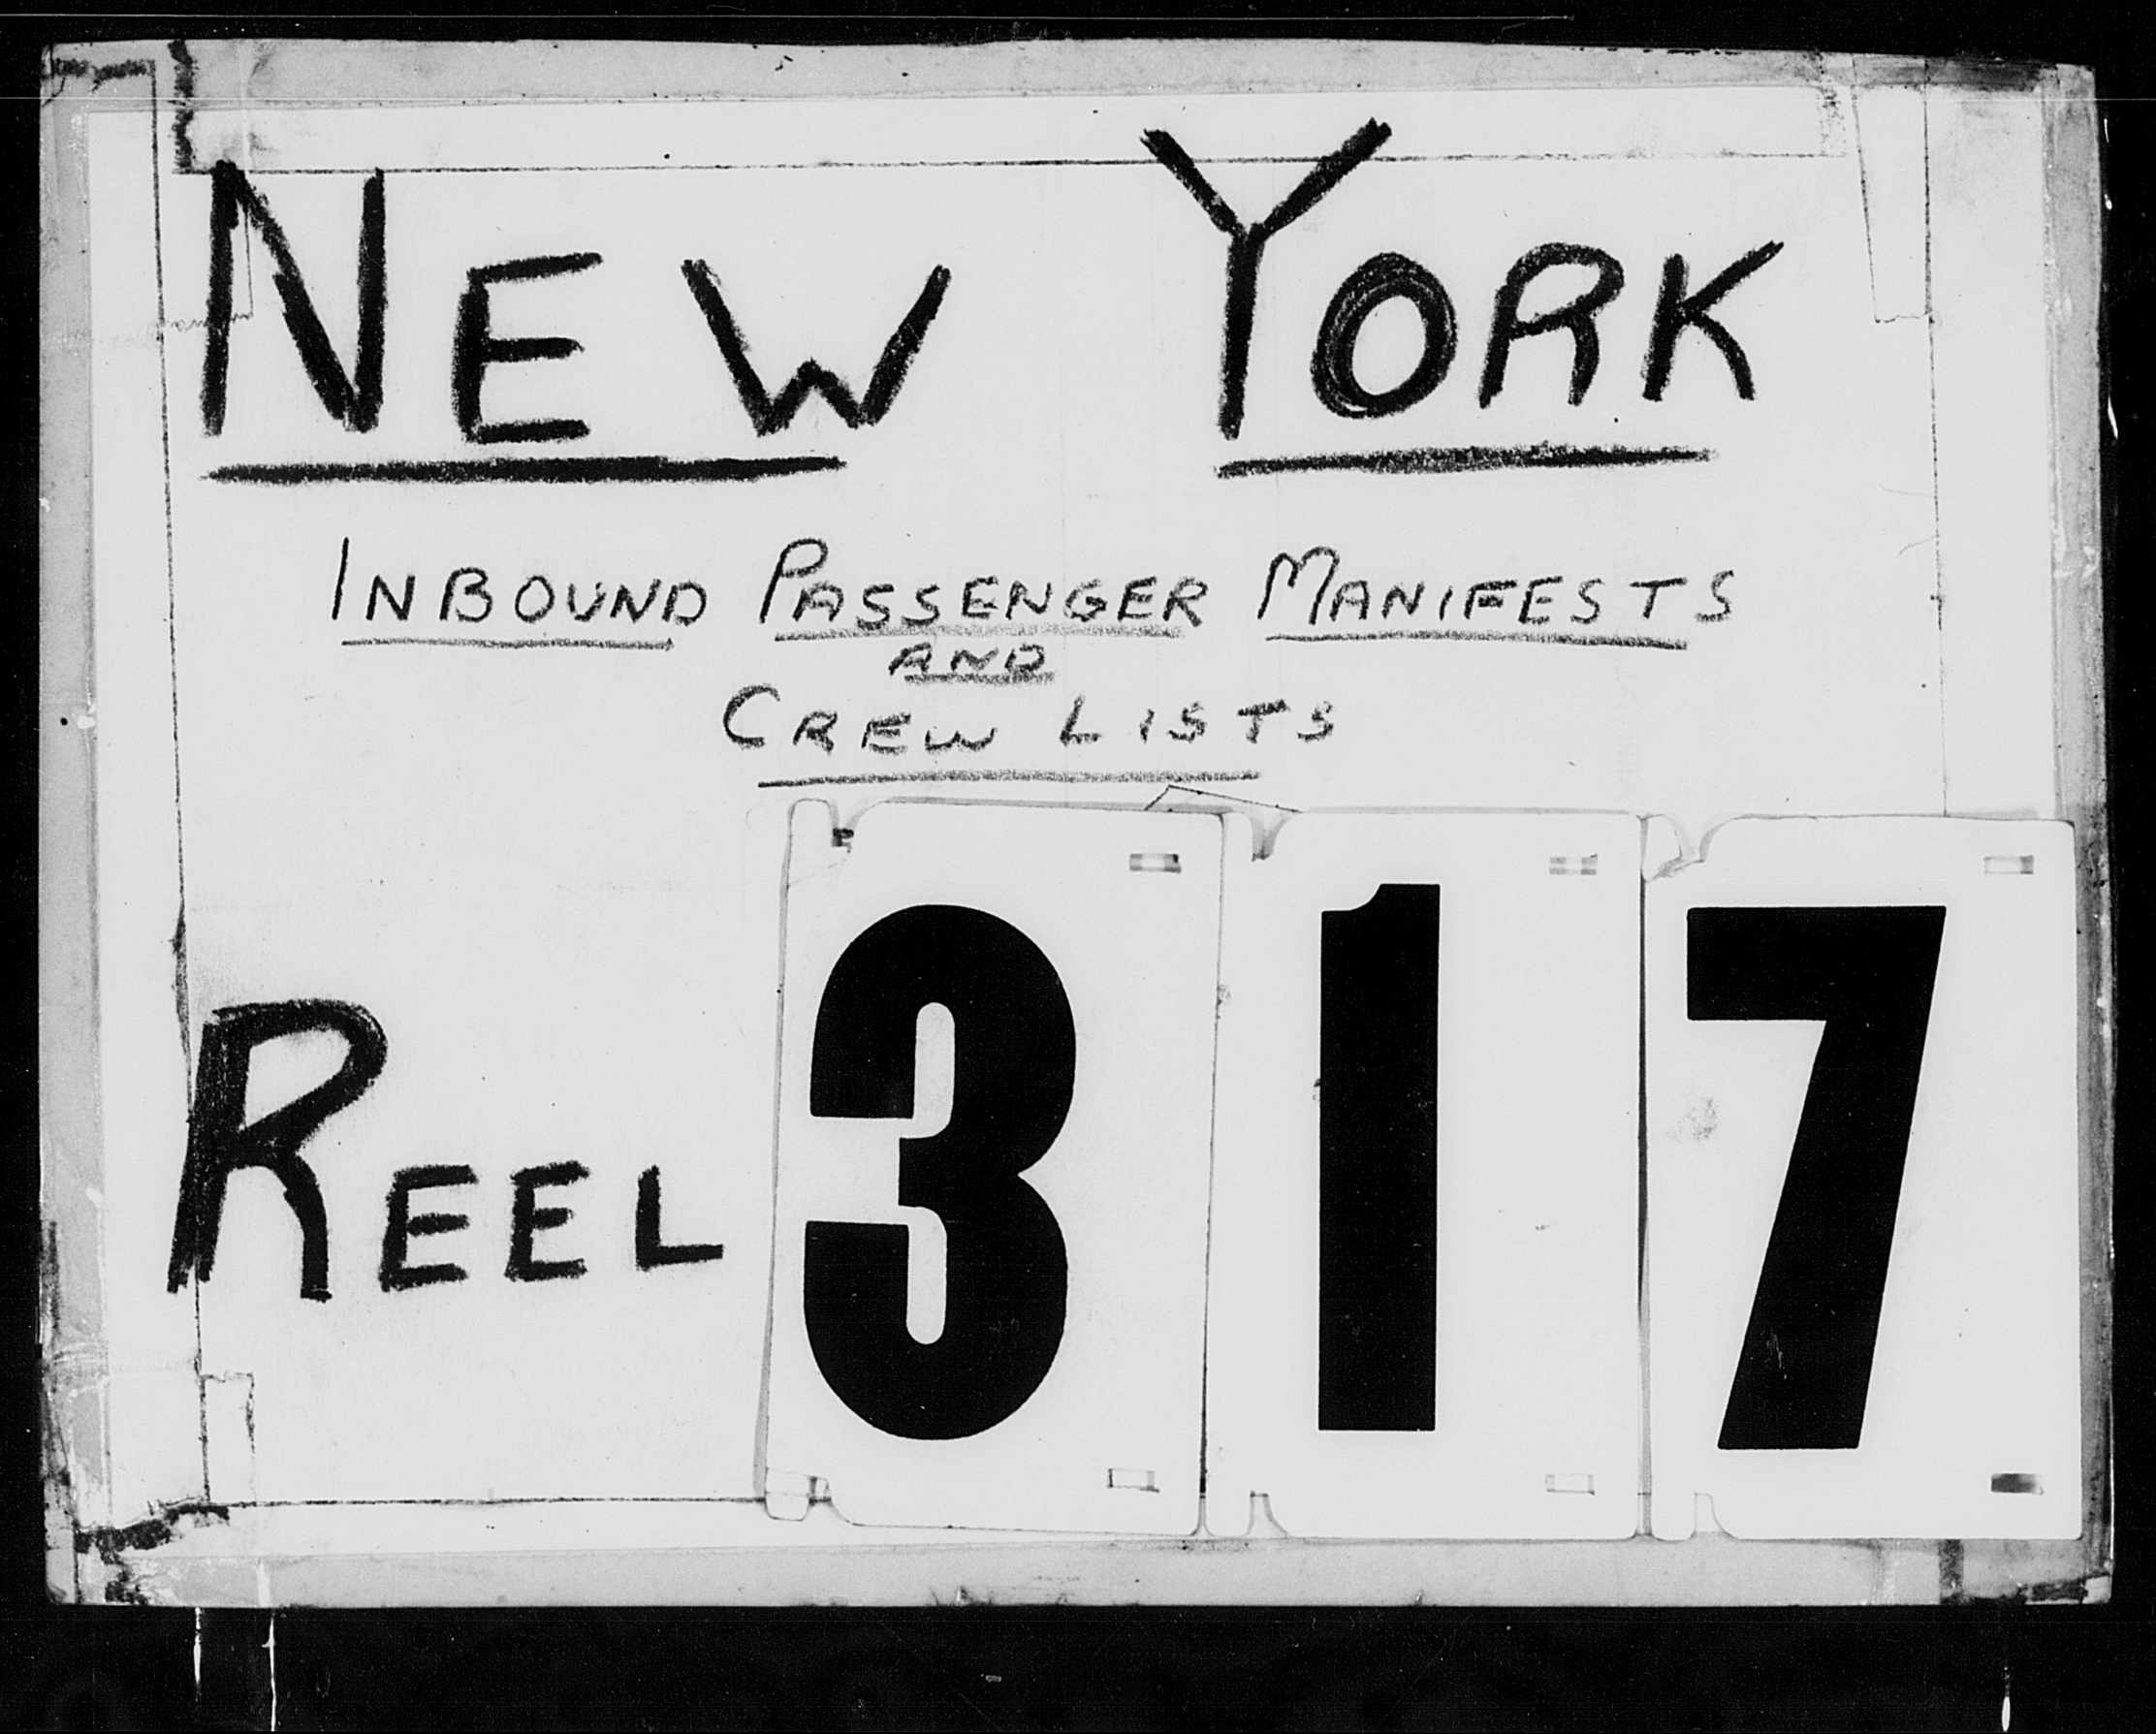 NEW YORK
INBOUND PASSENGER MANIFESTS
AND
CREW LISTS
REEL 317